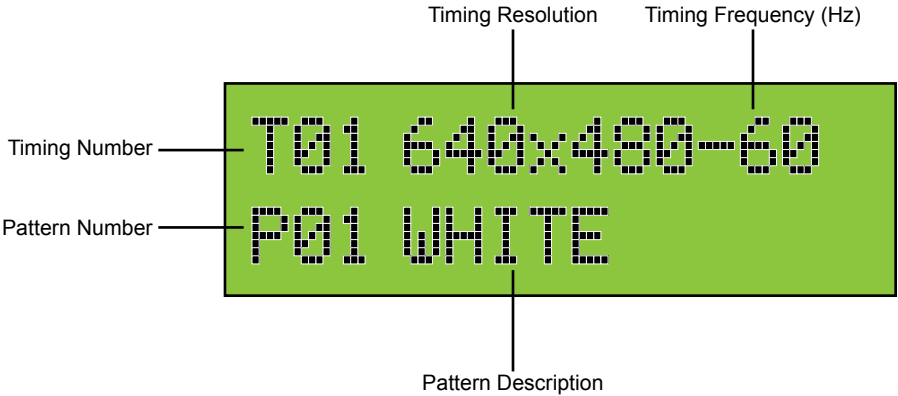 Timing Resolution
Timing Frequency (Hz)
Timing Number
T01 640x480-60
Pattern Number
P01 WHITE
Pattern Description